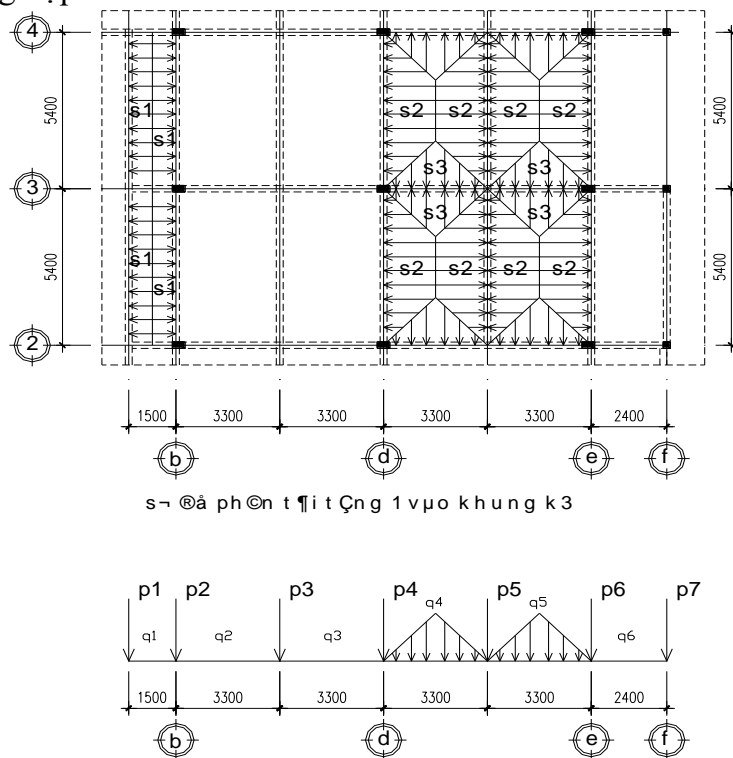 4
s1
s2 s2 s2 s2
s1
5400
5400
s3 s3
3
s3 s3
s1
s2 s2 s2 s2
s1
5400
5400
2
1500 3300 3300 3300 3300 2400
b d e f
s¬ ®å ph©n t¶i tÇng 1 vµo khung k3
p1 p2 p3 p4 p5 p6 p7
q4 q5
q1 q2 q3 q6
1500 3300 3300 3300 3300 2400
b d e f